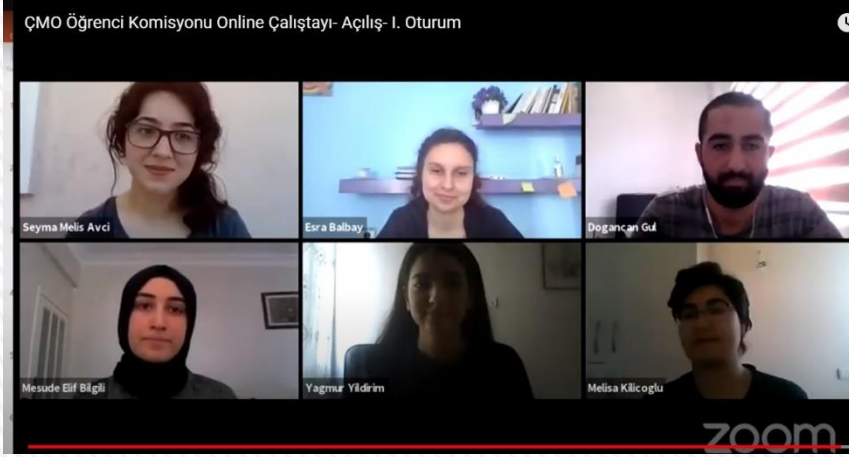 ÇMO Öğrenci Komisyonu Online Çalıştayı- Açılış- I. Oturum
Seyma Melis Avci
Esra Balbay
Dogancan Gul
Mesude Elif Bilgili
Yagmur Yildirim
Melisa Kilicoglu
zoom